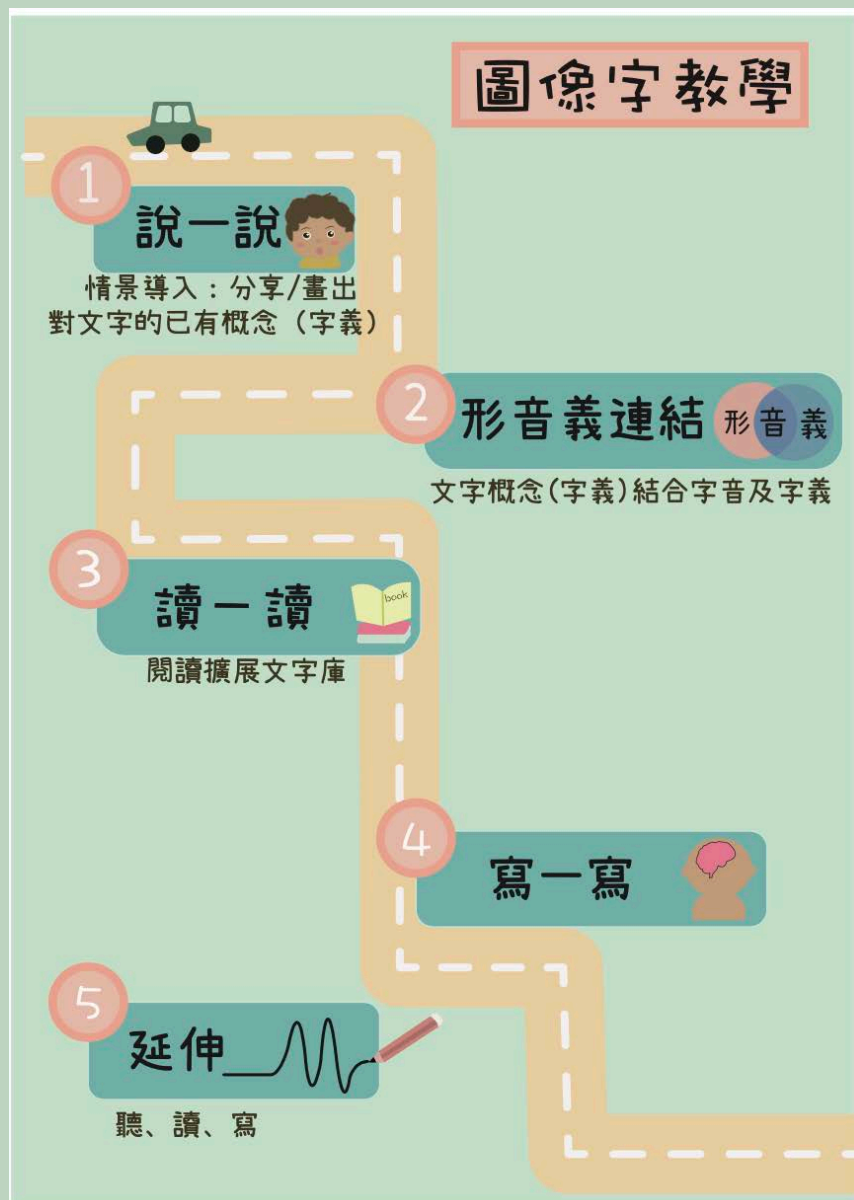 圖像字教學
1
說一說
情景導入：分享/畫出
對文字的已有概念（字義）
2
形音義連結
形 音 義
文字概念(字義)結合字音及字義
3
讀一讀
book
閱讀擴展文字庫
4
寫一寫
5
延伸
聽、讀、寫